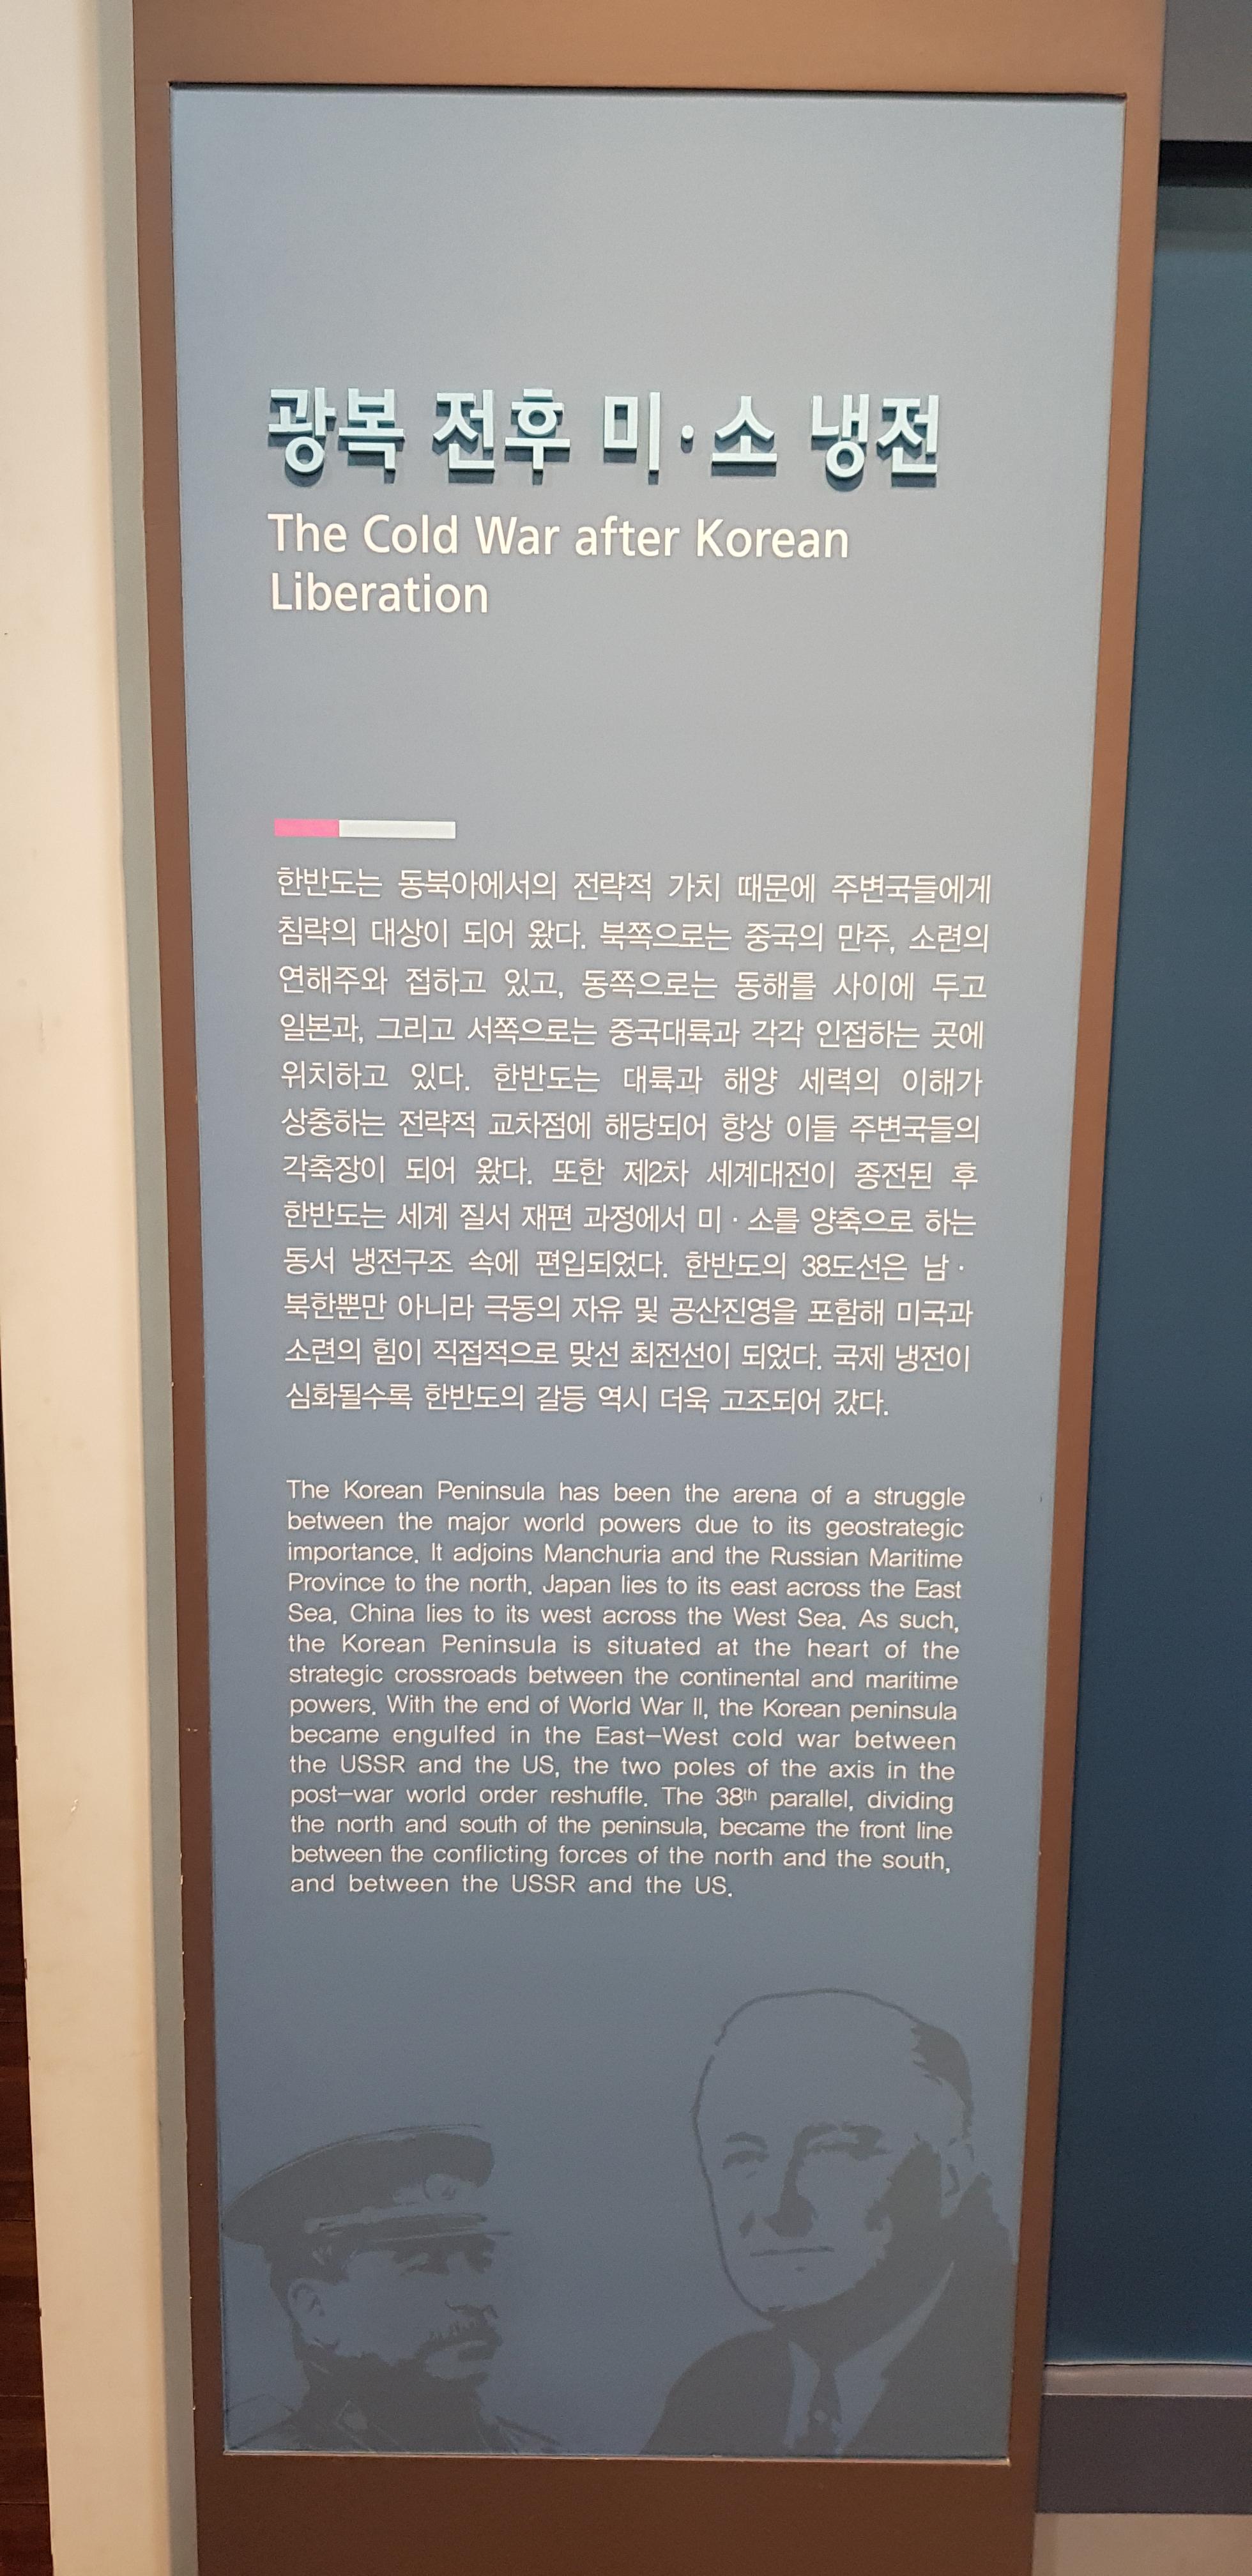 광복 전후 미·소 냉전
The Cold War after Korean
Liberation
한반도는 동북아에서의 전략적 가치 때문에 주변국들에게
침략의 대상이 되어 왔다. 북쪽으로는 중국의 만주, 소련의
연해주와 접하고 있고, 동쪽으로는 동해를 사이에 두고
일본과, 그리고 서쪽으로는 중국대륙과 각각 인접하는 곳에
위치하고 있다. 한반도는 대륙과 해양 세력의 이해가
상충하는 전략적 교차점에 해당되어 항상 이들 주변국들의
각축장이 되어 왔다. 또한 제2차 세계대전이 종전된 후
한반도는 세계 질서 재편 과정에서 미·소를 양축으로 하는
동서 냉전구조 속에 편입되었다. 한반도의 38도선은 남·
북한뿐만 아니라 극동의 자유 및 공산진영을 포함해 미국과
소련의 힘이 직접적으로 맞선 최전선이 되었다. 국제 냉전이
심화될수록 한반도의 갈등 역시 더욱 고조되어 갔다.
The Korean Peninsula has been the arena of a struggle
between the major world powers due to its geostrategic
importance. It adjoins Manchuria and the Russian Maritime
Province to the north. Japan lies to its east across the East
Sea. China lies to its west across the West Sea. As such,
the Korean Peninsula is situated at the heart of the
strategic crossroads between the continental and maritime
powers. With the end of World War II, the Korean peninsula
became engulfed in the East-West cold war between
the USSR and the US, the two poles of the axis in the
post-war world order reshuffle. The 38th parallel, dividing
the north and south of the peninsula, became the front line
between the conflicting forces of the north and the south,
and between the USSR and the US.